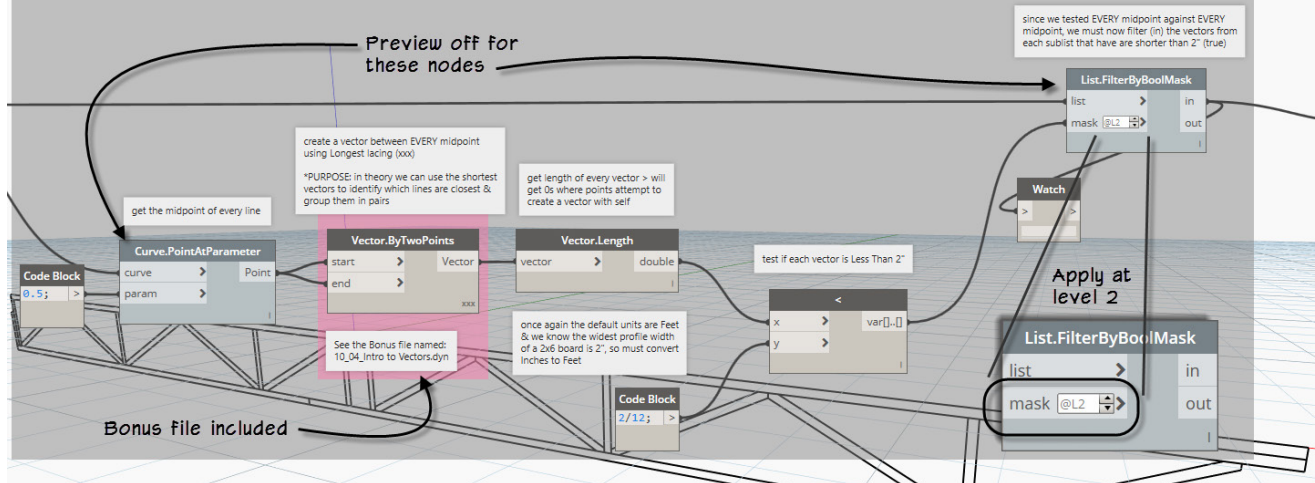 Preview off for
these nodes
since we tested EVERY midpoint against EVERY
midpoint, we must now filter (in) the vectors from
each sublist that have are shorter than 2" (true)
List.FilterByBoolMask
list > in
mask @L2 > out
l
create a vector between EVERY midpoint
using Longest lacing (xxx)
*PURPOSE: in theory we can use the shortest
vectors to identify which lines are closest &
group them in pairs
get length of every vector > will
get 0s where points attempt to
create a vector with self
get the midpoint of every line
Watch
> >
Code Block
0.5; >
Curve.PointAtParameter
curve > Point
param >
l
Vector.ByTwoPoints
start > Vector
end >
xxx
Vector.Length
vector > double
l
test if each vector is Less Than 2"
<
x > var[]..[]
y >
l
Apply at
level 2
See the Bonus file named:
10_04_Intro to Vectors.dyn
once again the default units are Feet
& we know the widest profile width
of a 2x6 board is 2", so must convert
Inches to Feet
Code Block
2/12; >
Bonus file included
List.FilterByBoolMask
list > in
mask @L2 > out
l